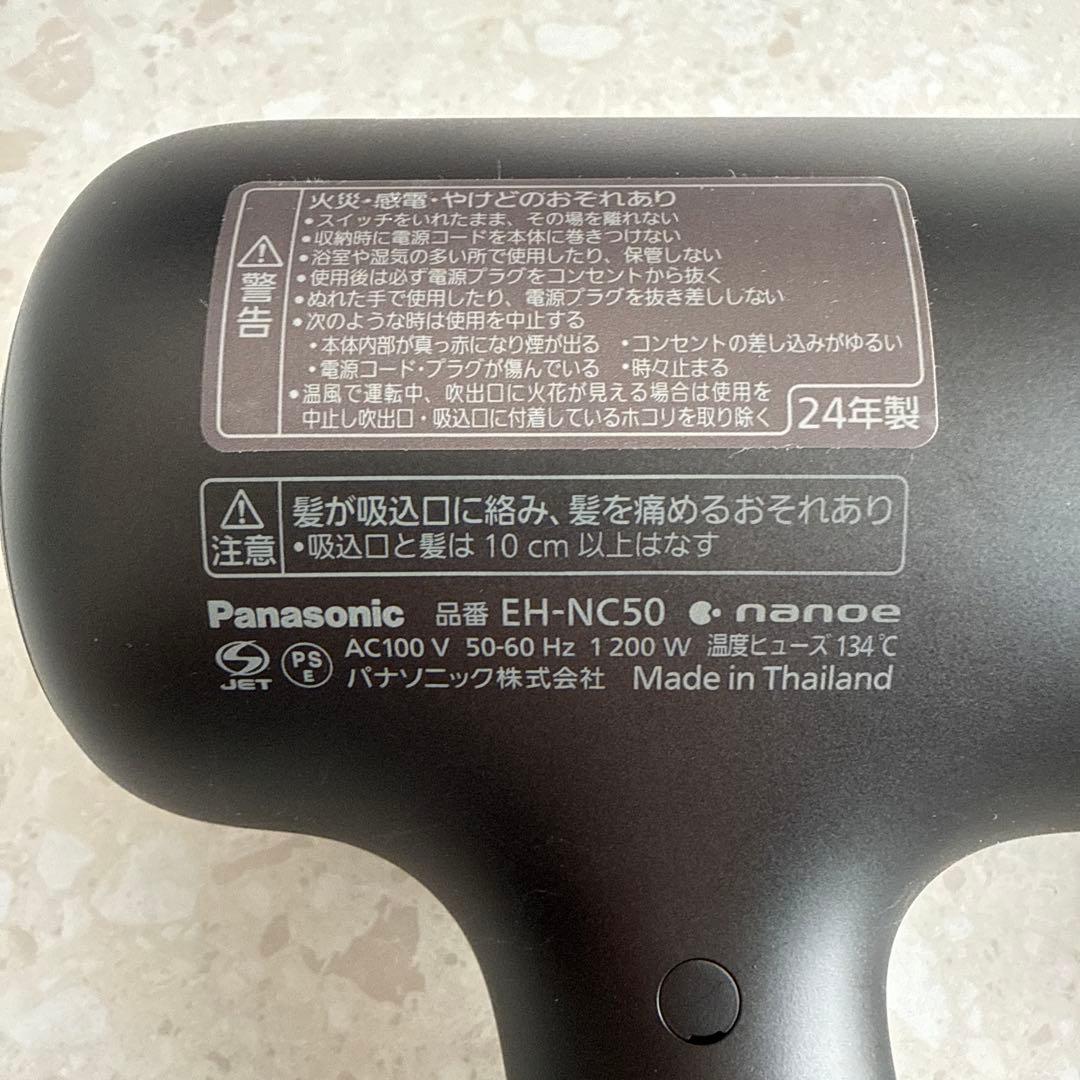 火災・感電・やけどのおそれあり
•スイッチをいれたまま、その場を離れない
•収納時に電源コードを本体に巻きつけない
•浴室や湿気の多い所で使用したり、保管しない
•使用後は必ず電源プラグをコンセントから抜く
•ぬれた手で使用したり、電源プラグを抜き差ししない
•次のような時は使用を中止する
・本体内部が真っ赤になり煙が出る ・コンセントの差し込みがゆるい
・電源コード・プラグが傷んでいる ・時々止まる
•温風で運転中、吹出口に火花が見える場合は使用を
中止し吹出口・吸込口に付着しているホコリを取り除く
警告
24年製
注意
髪が吸込口に絡み、髪を痛めるおそれあり
•吸込口と髪は 10 cm 以上はなす
Panasonic 品番 EH-NC50 nanoe
JET PS E AC100 V 50-60 Hz 1 200 W 温度ヒューズ 134℃
パナソニック株式会社 Made in Thailand